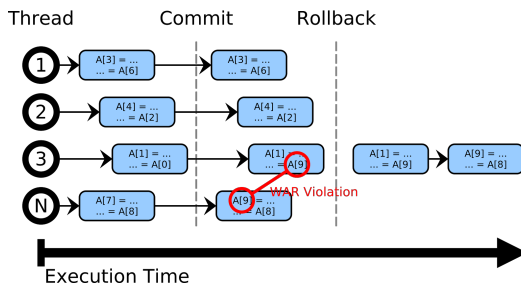 Thread Commit Rollback
1
A[3] = ...
... = A[6]
A[3] = ...
... = A[6]
2
A[4] = ...
... = A[2]
A[4] = ...
... = A[2]
3
A[1] = ...
... = A[0]
A[1] = ...
... = A[9]
A[1] = ...
... = A[9]
A[9] = ...
... = A[8]
WAR Violation
N
A[7] = ...
... = A[8]
A[9] = ...
... = A[8]
Execution Time